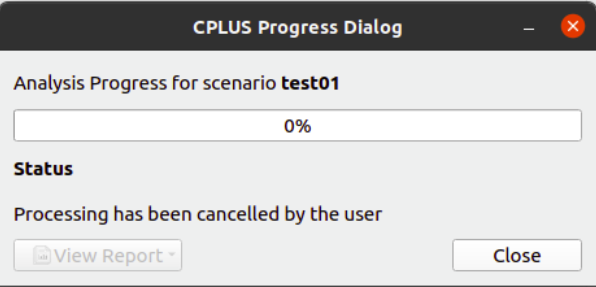 CPLUS Progress Dialog
Analysis Progress for scenario test01
0%
Status
Processing has been cancelled by the user
View Report
Close